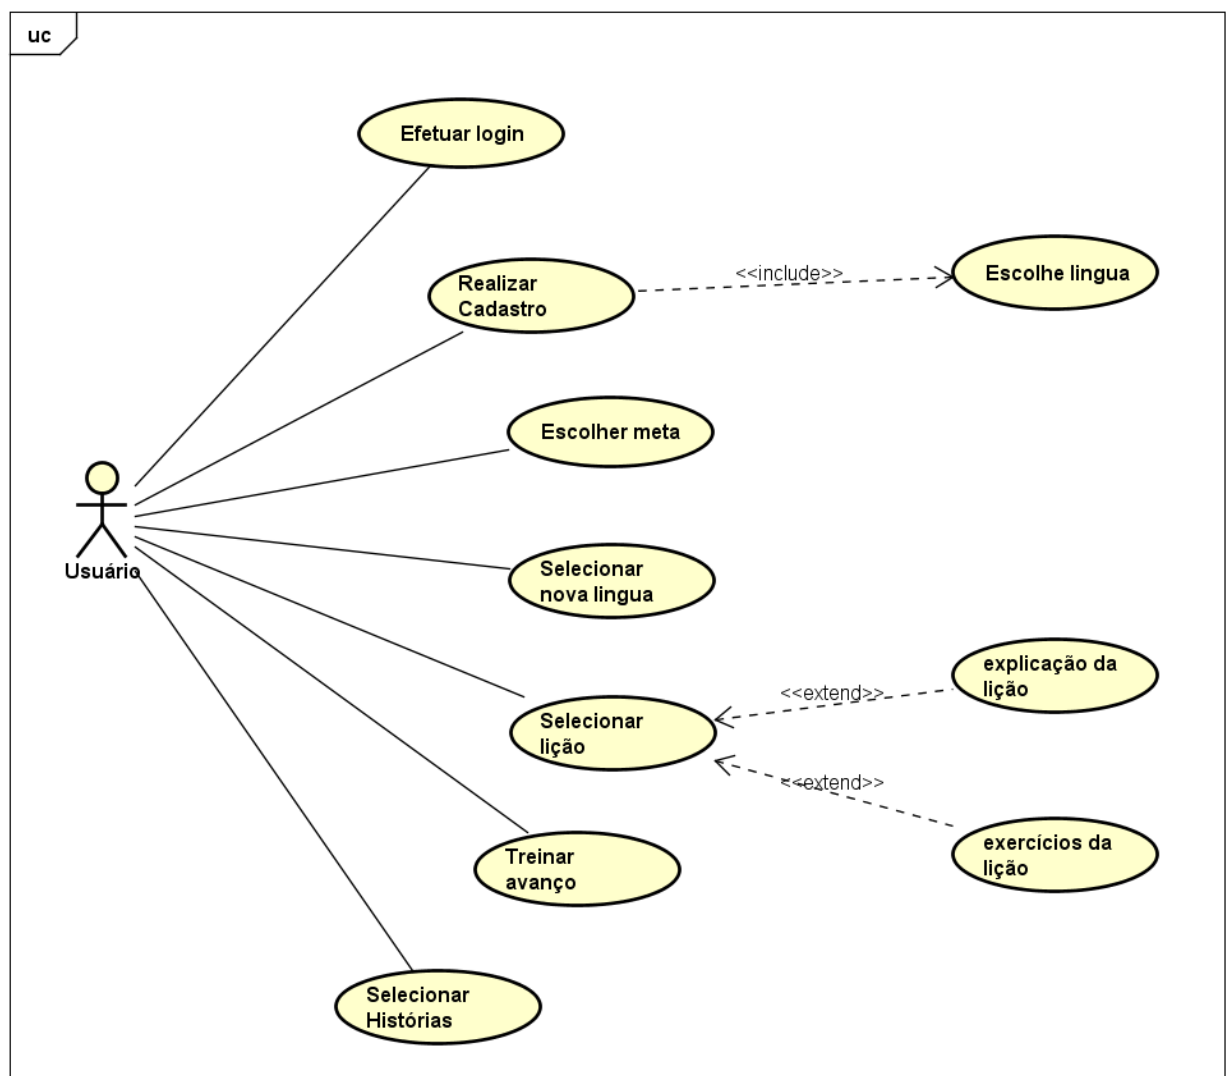 uc
Efetuar login
Realizar
Cadastro
<<include>>
Escolhe lingua
Escolher meta
Usuário
Selecionar
nova lingua
Selecionar
lição
<<extend>>
explicação da
lição
<<extend>>
exercícios da
lição
Treinar
avanço
Selecionar
Histórias